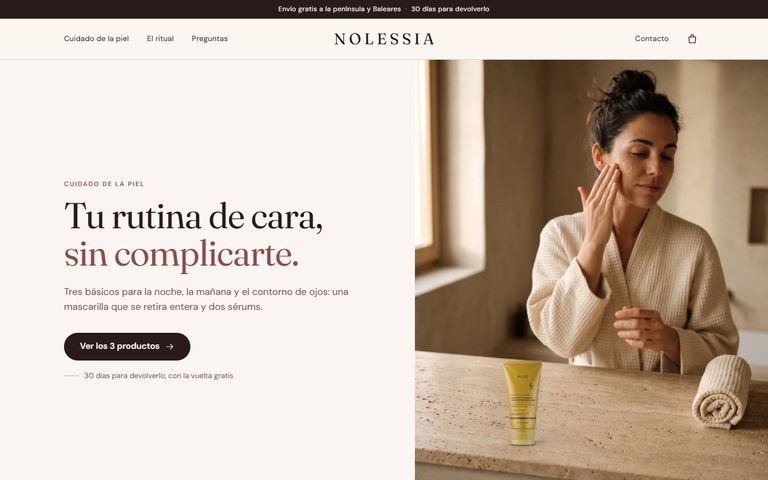 Envío gratis a la península y Baleares · 30 días para devolverlo
Cuidado de la piel
El ritual
Preguntas
NOLESSIA
Contacto
CUIDADO DE LA PIEL
Tu rutina de cara,
sin complicarte.
Tres básicos para la noche, la mañana y el contorno de ojos: una
mascarilla que se retira entera y dos sérums.
Ver los 3 productos →
30 días para devolverlo, con la vuelta gratis